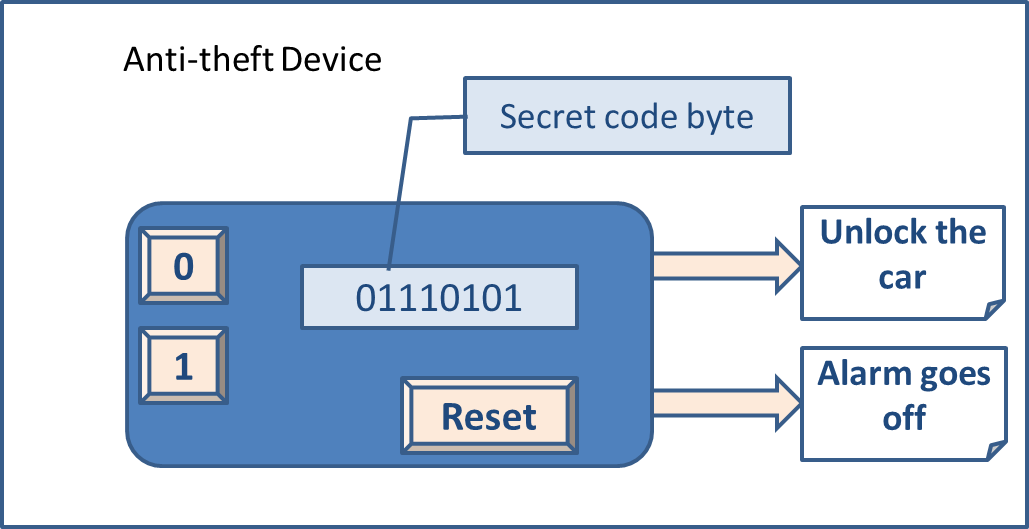 Anti-theft Device
Secret code byte
0
01110101
1
Reset
Unlock the
car
Alarm goes
off